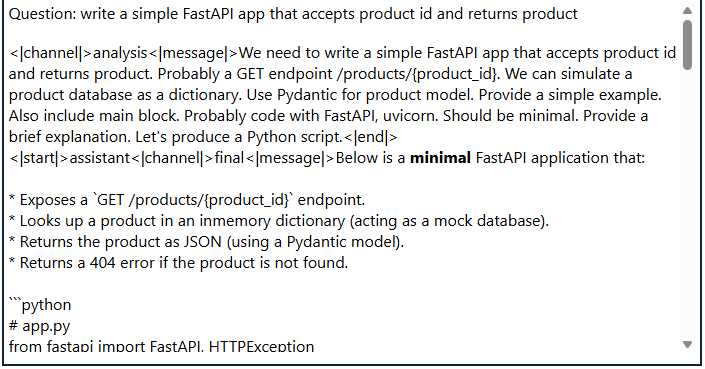 Question: write a simple FastAPI app that accepts product id and returns product
<|channel|>analysis<|message|>We need to write a simple FastAPI app that accepts product id
and returns product. Probably a GET endpoint /products/{product_id}. We can simulate a
product database as a dictionary. Use Pydantic for product model. Provide a simple example.
Also include main block. Probably code with FastAPI, uvicorn. Should be minimal. Provide a
brief explanation. Let's produce a Python script.<|end|>
<|start|>assistant<|channel|>final<|message|>Below is a **minimal** FastAPI application that:
* Exposes a `GET /products/{product_id}` endpoint.
* Looks up a product in an inmemory dictionary (acting as a mock database).
* Returns the product as JSON (using a Pydantic model).
* Returns a 404 error if the product is not found.
```python
# app.py
from fastapi import FastAPI, HTTPException